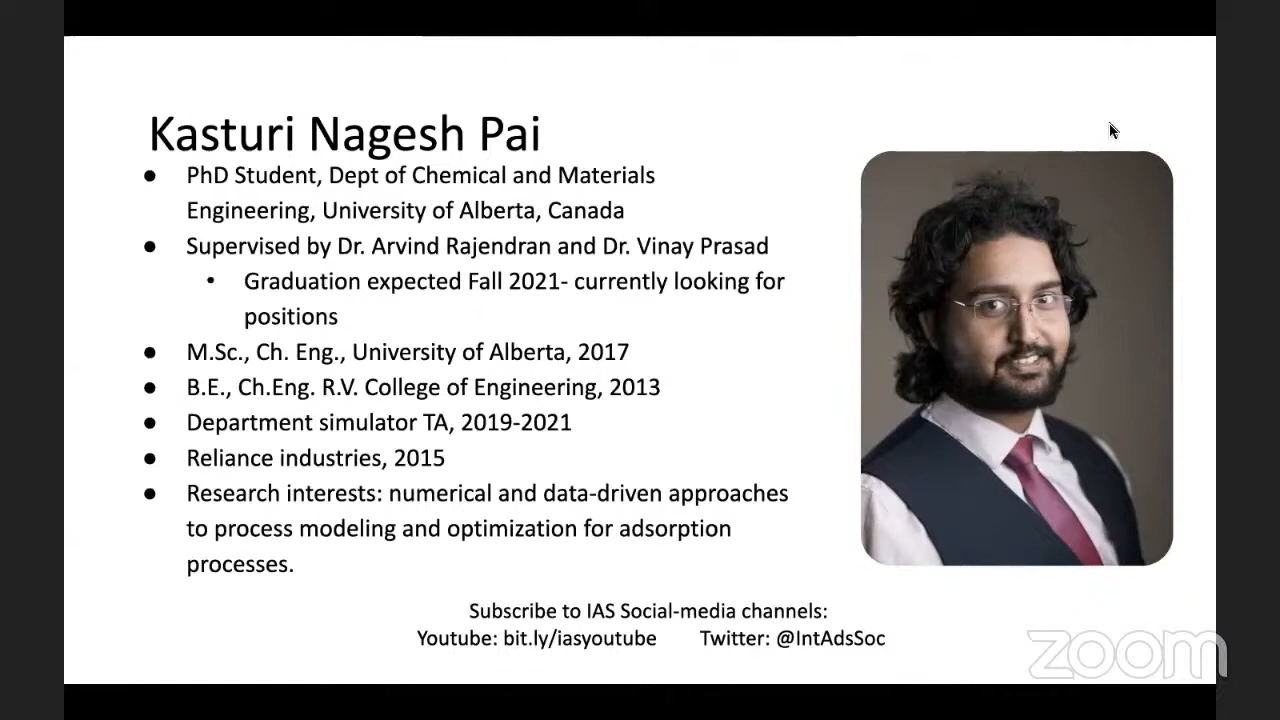 Kasturi Nagesh Pai
● PhD Student, Dept of Chemical and Materials
Engineering, University of Alberta, Canada
● Supervised by Dr. Arvind Rajendran and Dr. Vinay Prasad
• Graduation expected Fall 2021- currently looking for
positions
● M.Sc., Ch. Eng., University of Alberta, 2017
● B.E., Ch.Eng. R.V. College of Engineering, 2013
● Department simulator TA, 2019-2021
● Reliance industries, 2015
● Research interests: numerical and data-driven approaches
to process modeling and optimization for adsorption
processes.
Subscribe to IAS Social-media channels:
Youtube: bit.ly/iasyoutube Twitter: @IntAdsSoc
zoom